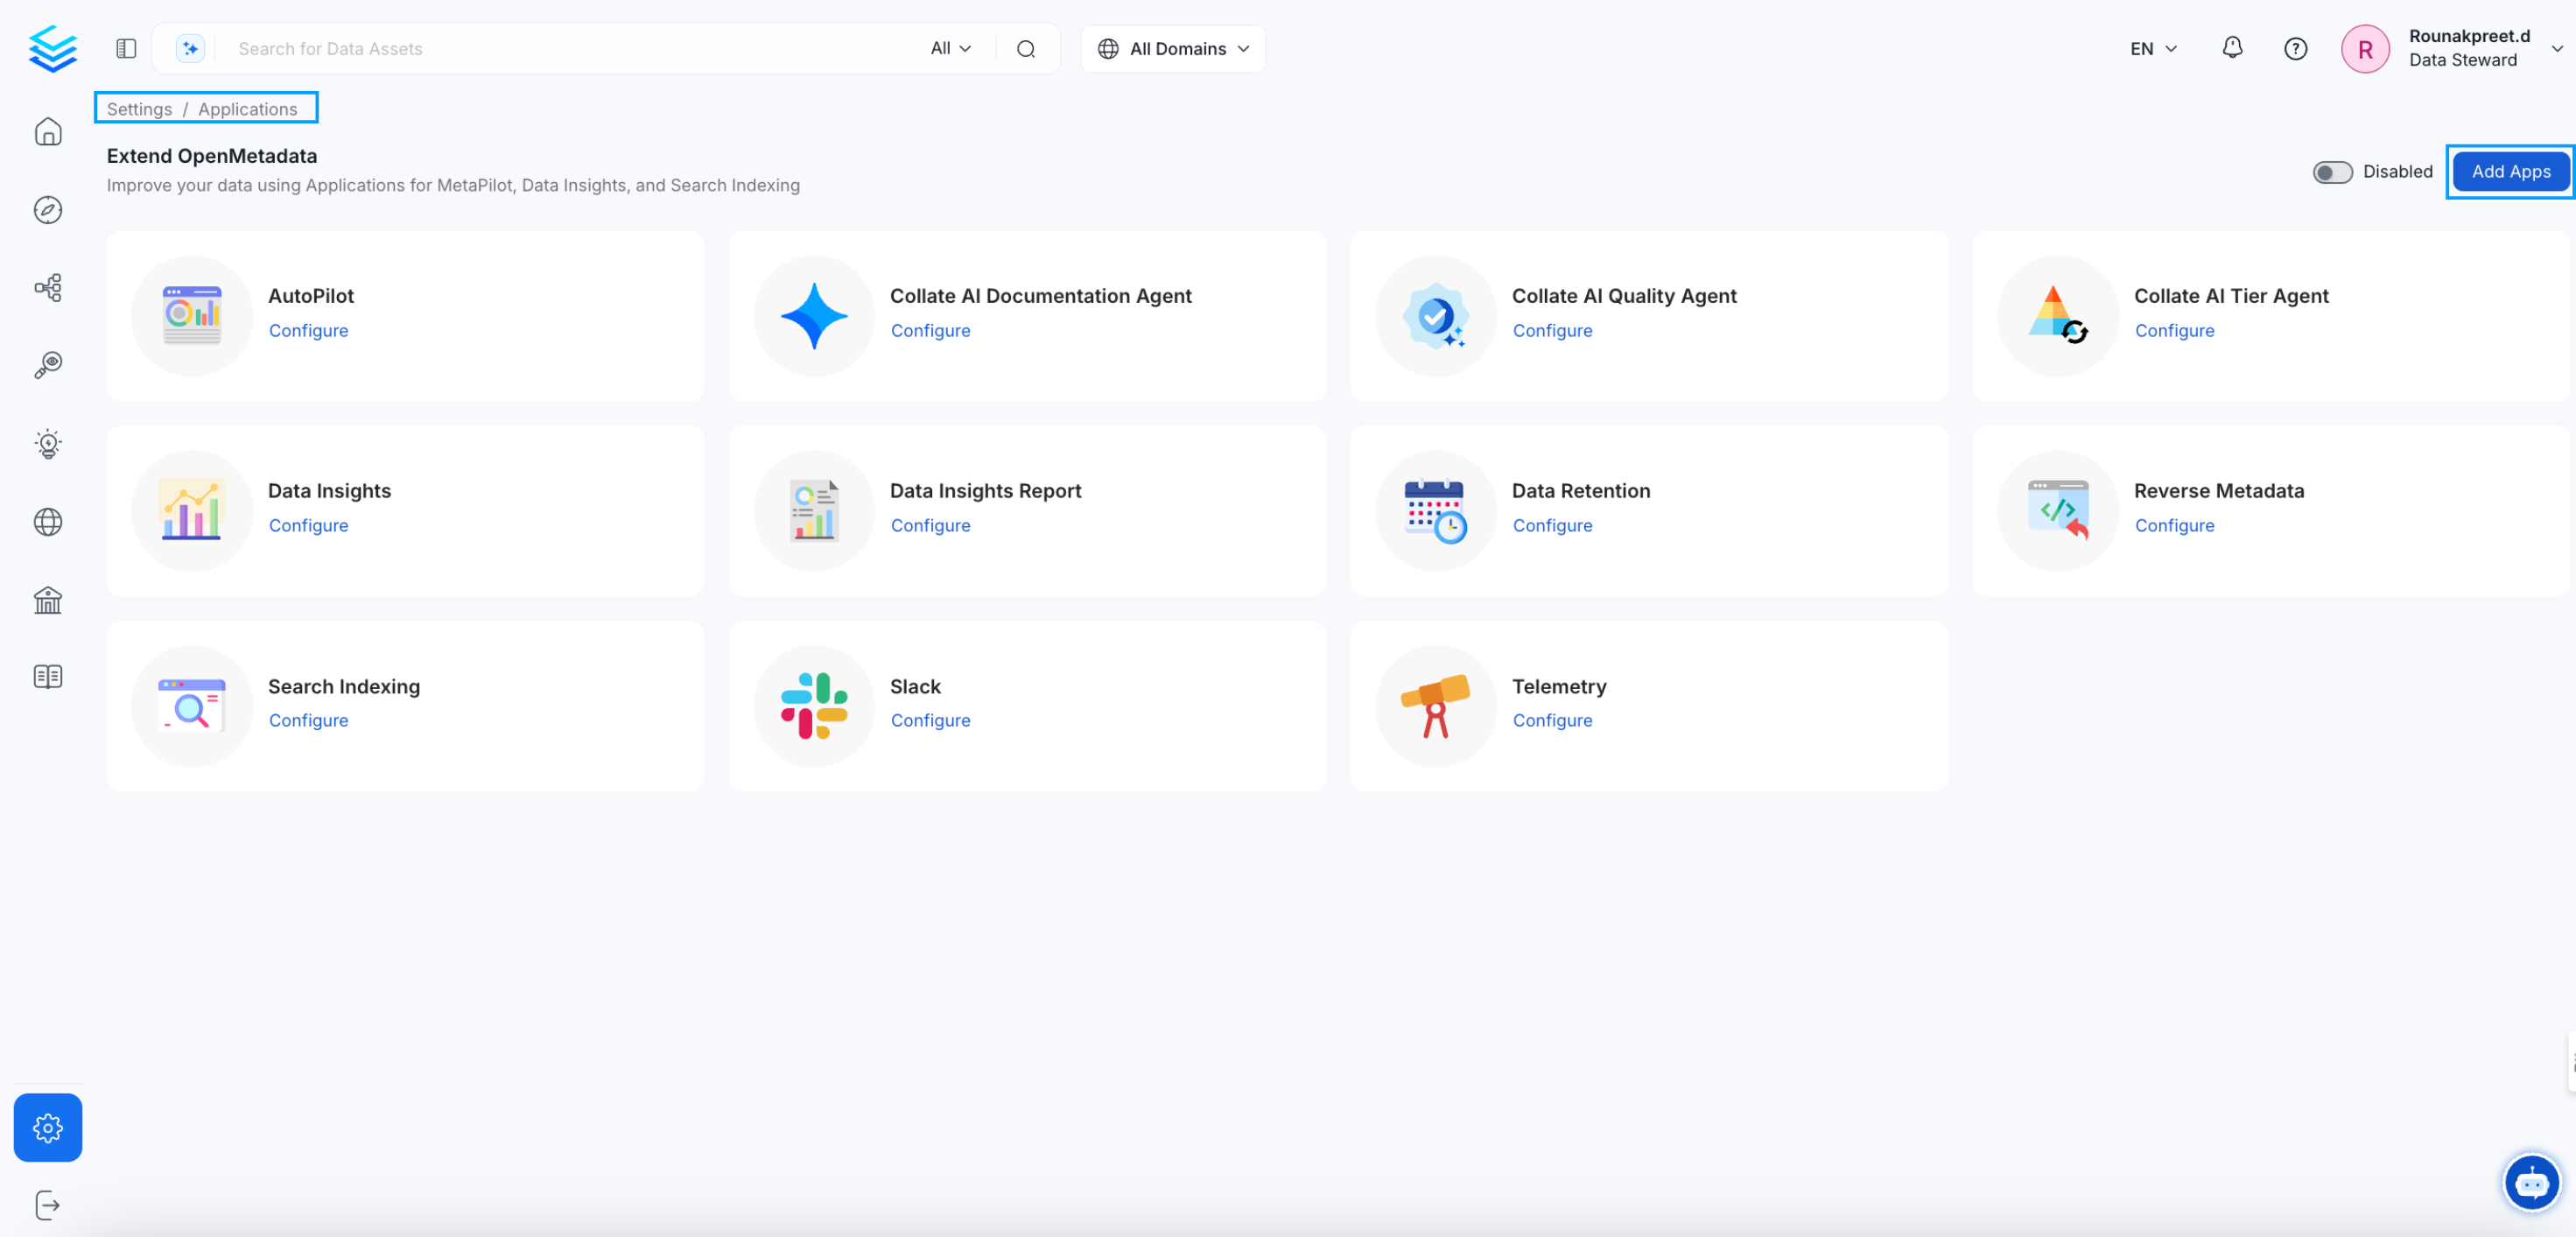 Search for Data Assets
All
All Domains
EN
R
Rounakpreet.d
Data Steward
Settings / Applications
Extend OpenMetadata
Improve your data using Applications for MetaPilot, Data Insights, and Search Indexing
Disabled
Add Apps
AutoPilot
Configure
Collate AI Documentation Agent
Configure
Collate AI Quality Agent
Configure
Collate AI Tier Agent
Configure
Data Insights
Configure
Data Insights Report
Configure
Data Retention
Configure
Reverse Metadata
Configure
Search Indexing
Configure
Slack
Configure
Telemetry
Configure